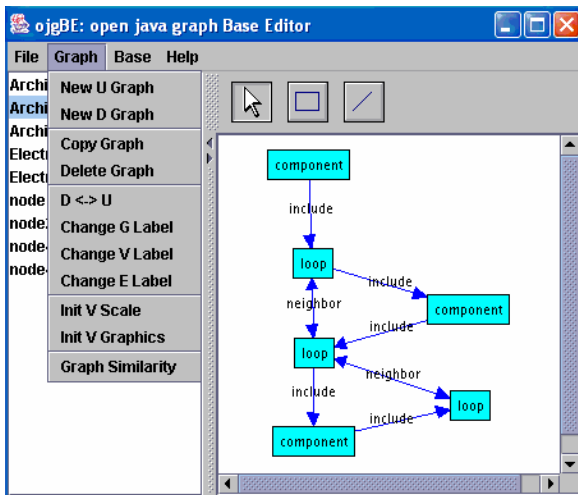 ojgBE: open java graph Base Editor
File Graph Base Help
Archi
Archi
Archi
Elect
Elect
node
node
node
node
New U Graph
New D Graph
Copy Graph
Delete Graph
D <-> U
Change G Label
Change V Label
Change E Label
Init V Scale
Init V Graphics
Graph Similarity
component
include
loop
include
neighbor
component
include
loop
neighbor
include
loop
include
component